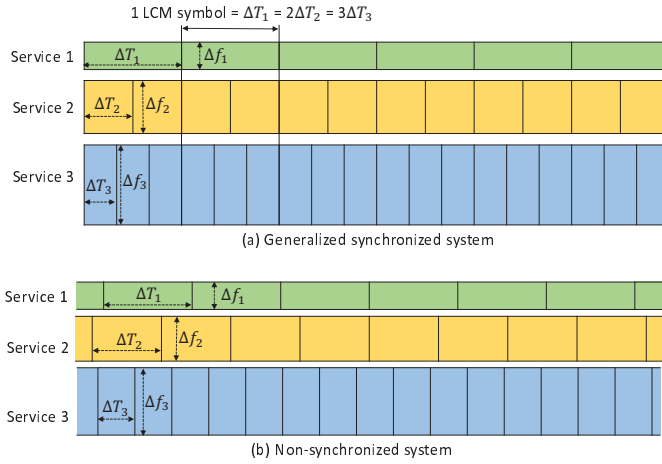 1 LCM symbol = ΔT₁ = 2ΔT₂ = 3ΔT₃
Service 1
ΔT₁
Δf₁
Service 2
ΔT₂
Δf₂
Service 3
ΔT₃
Δf₃
(a) Generalized synchronized system
Service 1
ΔT₁
Δf₁
Service 2
ΔT₂
Δf₂
Service 3
ΔT₃
Δf₃
(b) Non-synchronized system